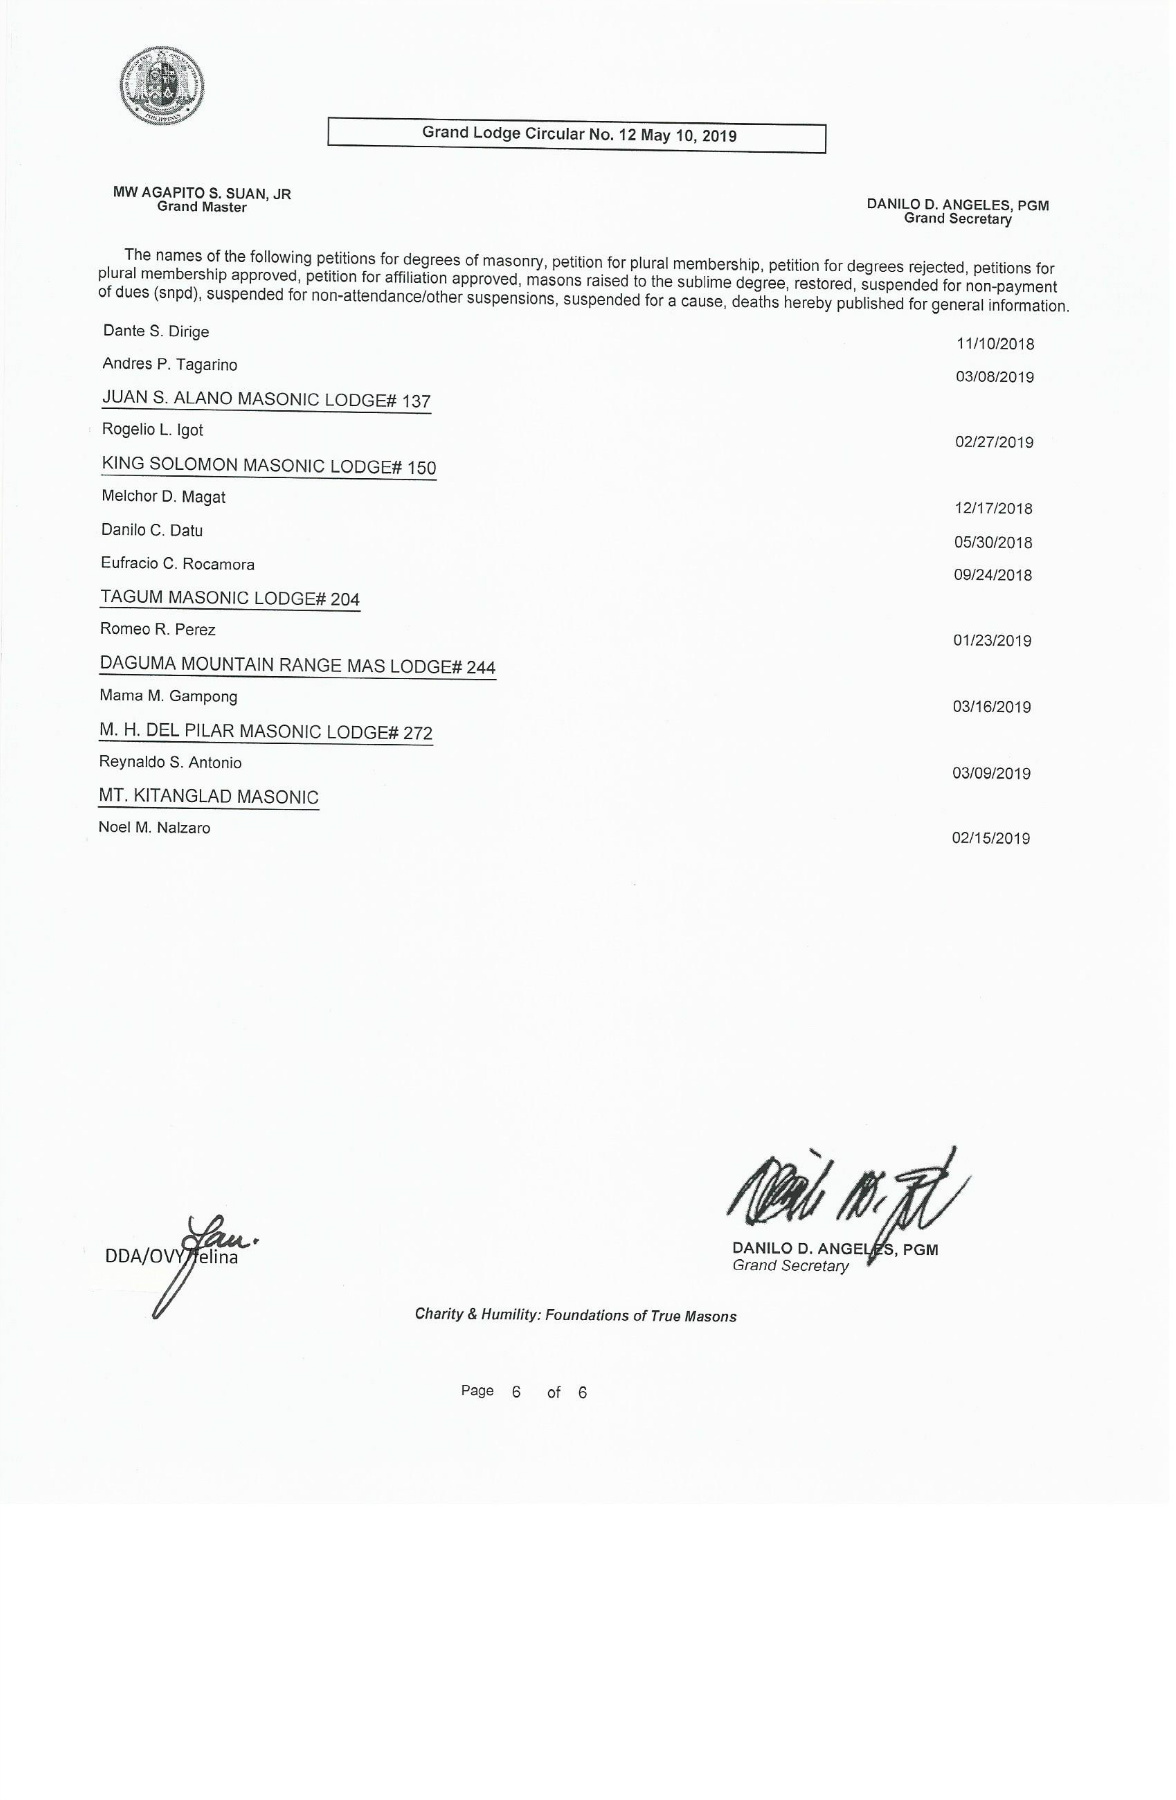 PHILIPPINES
Grand Lodge Circular No. 12 May 10, 2019
MW AGAPITO S. SUAN, JR
Grand Master
DANILO D. ANGELES, PGM
Grand Secretary
The names of the following petitions for degrees of masonry, petition for plural membership, petition for degrees rejected, petitions for
plural membership approved, petition for affiliation approved, masons raised to the sublime degree, restored, suspended for non-payment
of dues (snpd), suspended for non-attendance/other suspensions, suspended for a cause, deaths hereby published for general information.
Dante S. Dirige 11/10/2018
Andres P. Tagarino 03/08/2019
JUAN S. ALANO MASONIC LODGE# 137
Rogelio L. Igot 02/27/2019
KING SOLOMON MASONIC LODGE# 150
Melchor D. Magat 12/17/2018
Danilo C. Datu 05/30/2018
Eufracio C. Rocamora 09/24/2018
TAGUM MASONIC LODGE# 204
Romeo R. Perez 01/23/2019
DAGUMA MOUNTAIN RANGE MAS LODGE# 244
Mama M. Gampong 03/16/2019
M. H. DEL PILAR MASONIC LODGE# 272
Reynaldo S. Antonio 03/09/2019
MT. KITANGLAD MASONIC
Noel M. Nalzaro 02/15/2019
DDA/OVY/felina
DANILO D. ANGELES, PGM
Grand Secretary
Charity & Humility: Foundations of True Masons
Page 6 of 6